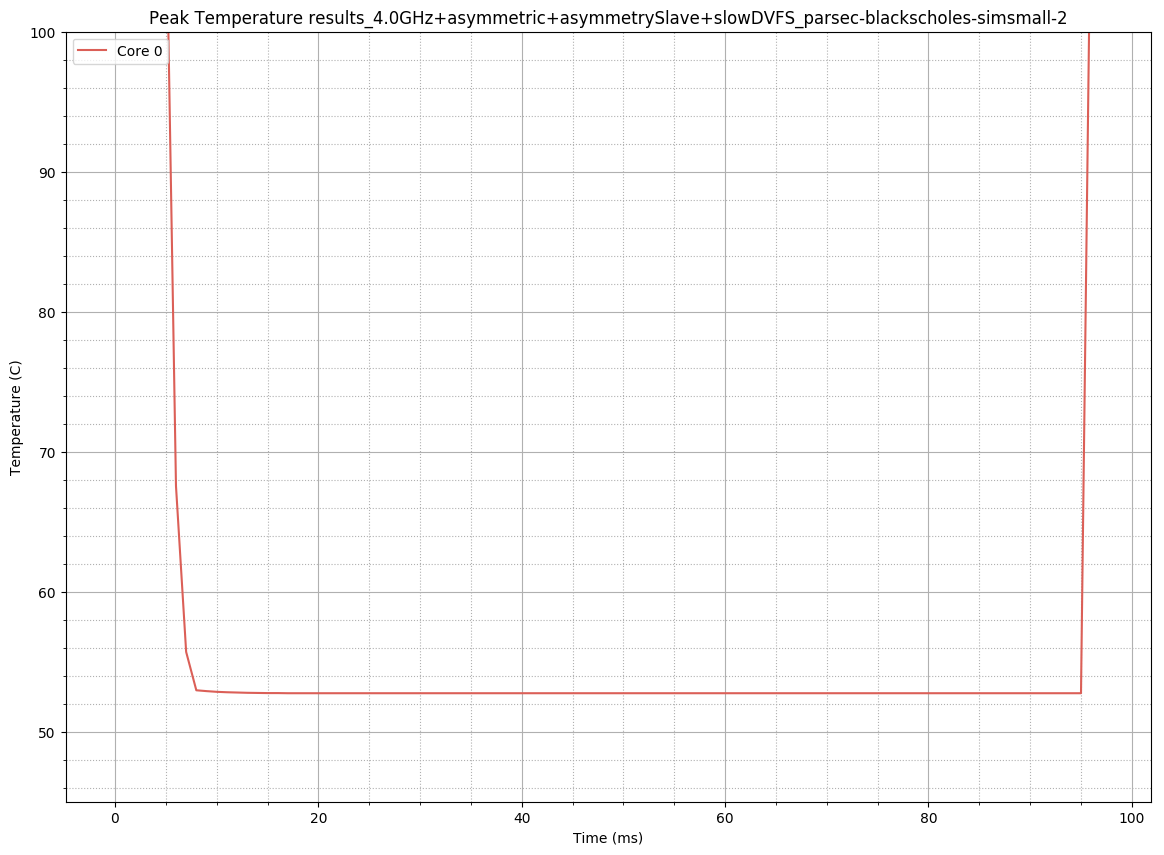 Peak Temperature results_4.0GHz+asymmetric+asymmetrySlave+slowDVFS_parsec-blackscholes-simsmall-2
Core 0
100
90
80
70
60
50
Temperature (C)
0 20 40 60 80 100
Time (ms)